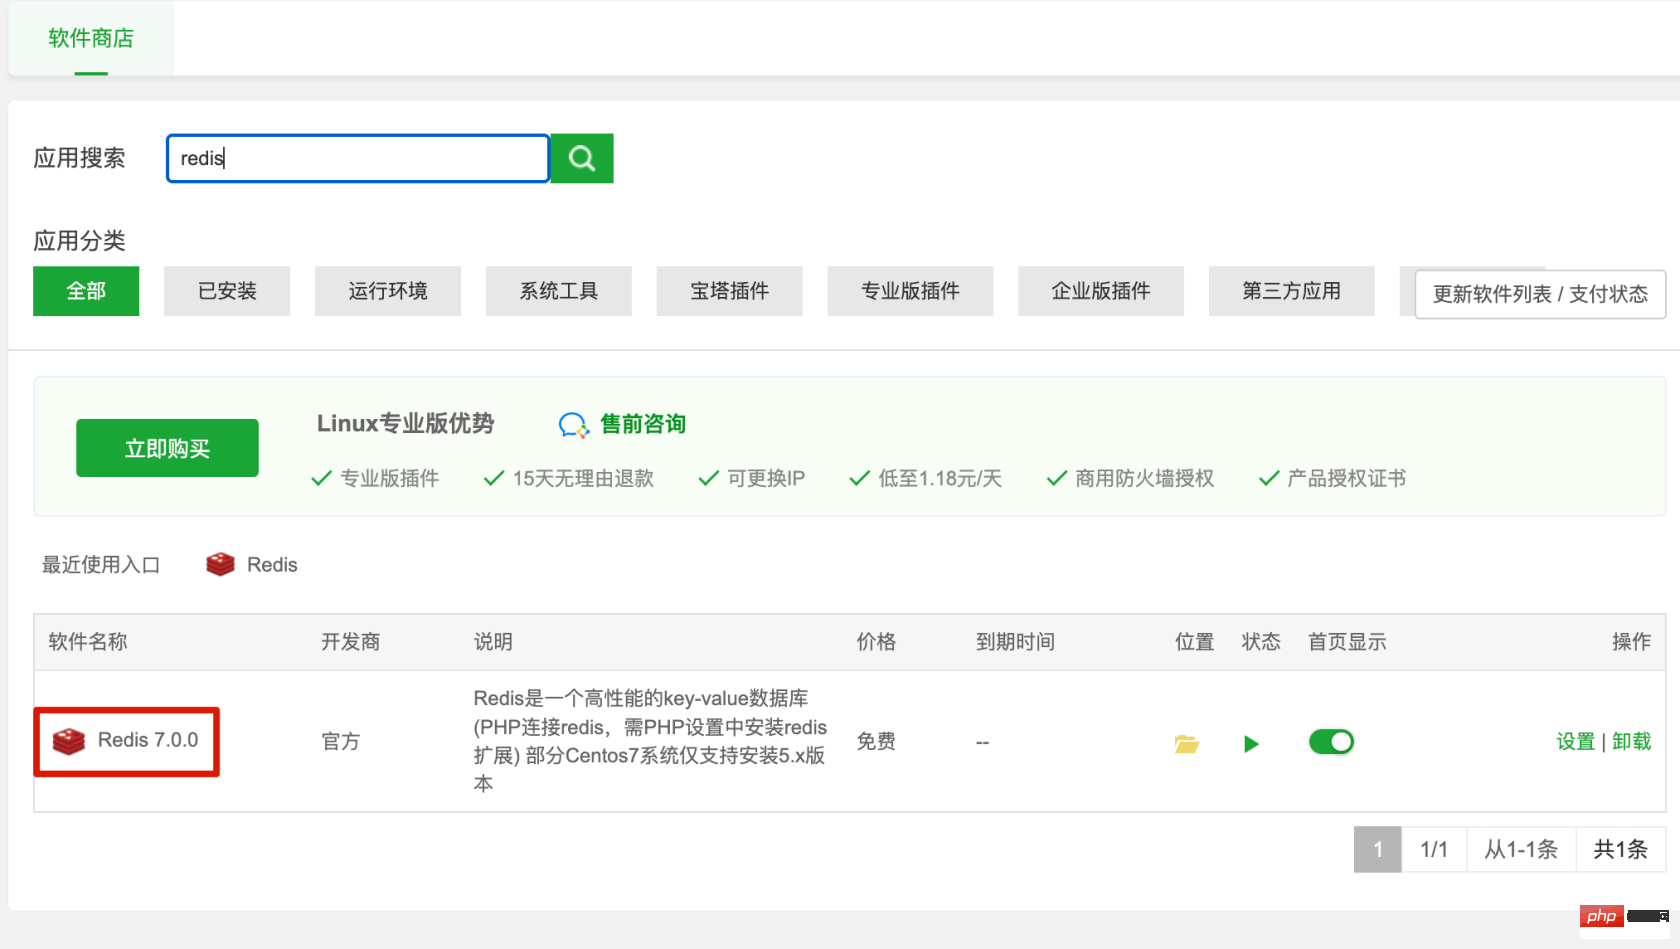 软件商店
应用搜索 redis
应用分类
全部 已安装 运行环境 系统工具 宝塔插件 专业版插件 企业版插件 第三方应用 更新软件列表 / 支付状态
立即购买
Linux专业版优势 售前咨询
专业版插件 15天无理由退款 可更换IP 低至1.18元/天 商用防火墙授权 产品授权证书
最近使用入口 Redis
软件名称 开发商 说明 价格 到期时间 位置 状态 首页显示 操作
Redis 7.0.0 官方
Redis是一个高性能的key-value数据库
(PHP连接redis，需PHP设置中安装redis
扩展) 部分Centos7系统仅支持安装5.x版
本
免费 -- 设置 | 卸载
1 1/1 从1-1条 共1条
php